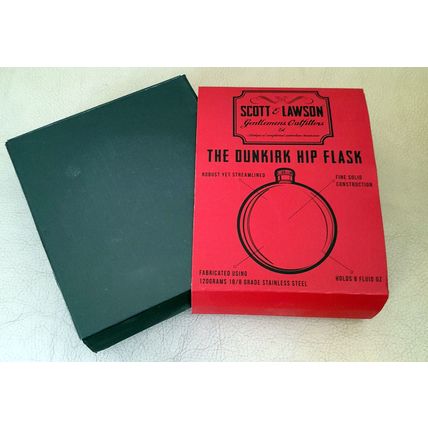 SCOTT & LAWSON
Gentlemens Outfitters
THE DUNKIRK HIP FLASK
ROBUST YET STREAMLINED
FINE SOLID
CONSTRUCTION
FABRICATED USING
120GRAMS 18/8 GRADE STAINLESS STEEL
HOLDS 6 FLUID OZ